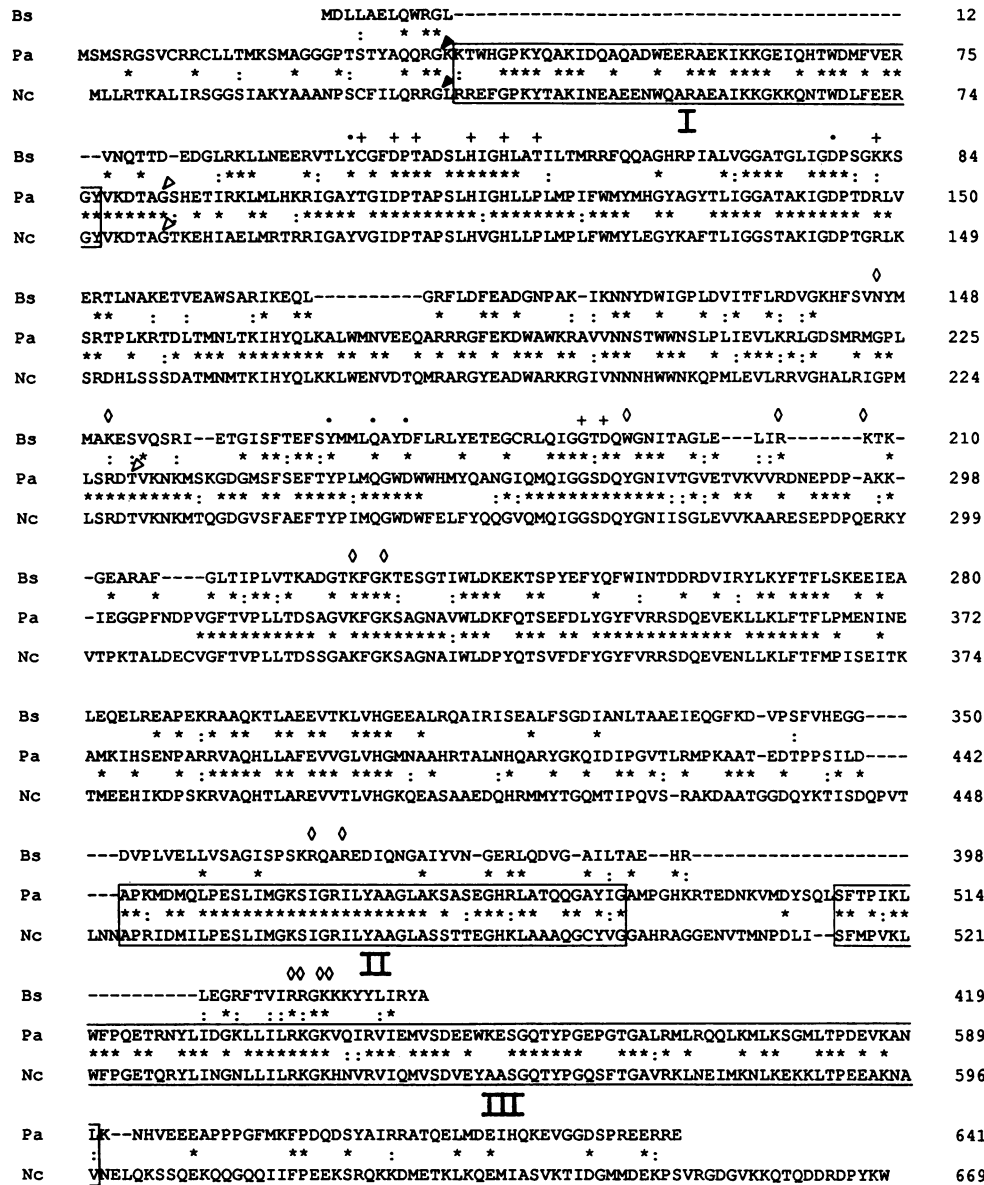 Bs MDLLAELQWRGL------------------------------------------- 12
Pa MSMSRGSVCRRCLLTMKSMAGGGPTSTYAQQRGKKTWHGPKYQAKIDQAQADWEERAEKIKKGEIQHTWDMFVER 75
Nc MLLRTKALIRSGGSIAKYAAANPSCFILQRRGLRREFGPKYTAKINEAEENWQARAEAIKKGKKQNTWDLFEER 74
I
Bs --VNQTTD-EDGLRKLLNEERVTLYCGFDPTADSLHIGHLATILTMRRFQQAGHRPIALVGGATGLIGDPSGKKS 84
Pa GYVKDTAGSHETIRKLMLHKRIGAYTGIDPTAPSLHIGHLLPLMPIFWMYMHGYAGYTLIGGATAKIGDPTDRLV 150
Nc GYVKDTAGTKEHIAELMRTRRIGAYVGIDPTAPSLHVGHLLPLMPLFWMYLEGYKAFTLIGGSTAKIGDPTGRLK 149
Bs ERTLNAKETVEAWSARIKEQL----------GRFLDFEADGNPAK-IKNNYDWIGPLDVITFLRDVGKHFSVNYM 148
Pa SRTPLKRTDLTMNLTKIHYQLKALWMNVEEQARRRGFEKDWAWKRAVVNNSTWWNSLPLIEVLKRLGDSMRMGPL 225
Nc SRDHLSSSDATMNMTKIHYQLKKLWENVDTQMRARGYEADWARKRGIVNNNHWWNKQPMLEVLRRVGHALRIGPM 224
Bs MAKESVQSRI--ETGISFTEFSYMMLQAYDFLRLYETEGCRLQIGGTDQWGNITAGLE---LIR-------KTK- 210
Pa LSRDTVKNKMSKGDGMSFSEFTYPLMQGWDWWHMYQANGIQMQIGGSDQYGNIVTGVETVKVVRDNEPDP-AKK- 298
Nc LSRDTVKNKMTQGDGVSFAEFTYPIMQGWDWFELFYQQGVQMQIGGSDQYGNIISGLEVVKAARESEPDPQERKY 299
Bs -GEARAF----GLTIPLVTKADGTKFGKTESGTIWLDKEKTSPYEFYQFWINTDDRDVIRYLKYFTFLSKEEIEA 280
Pa -IEGGPFNDPVGFTVPLLTDSAGVKFGKSAGNAVWLDKFQTSEFDLYGYFVRRSDQEVEKLLKLFTFLPMENINE 372
Nc VTPKTALDECVGFTVPLLTDSSGAKFGKSAGNAIWLDPYQTSVFDFYGYFVRRSDQEVENLLKLFTFMPISEITK 374
Bs LEQELREAPEKRAAQKTLAEEVTKLVHGEEALRQAIRISEALFSGDIANLTAAEIEQGFKD-VPSFVHEGG---- 350
Pa AMKIHSENPARRVAQHLLAFEVVGLVHGMNAAHRTALNHQARYGKQIDIPGVTLRMPKAAT-EDTPPSILD---- 442
Nc TMEEHIKDPSKRVAQHTLAREVVTLVHGKQEASAAEDQHRMMYTGQMTIPQVS-RAKDAATGGDQYKTISDQPVT 448
Bs ---DVPLVELLVSAGISPSKRQAREDIQNGAIYVN-GERLQDVG-AILTAE--HR-------------------- 398
Pa ---APKMDMQLPESLIMGKSIGRILYAAGLAKSASEGHRLATQQGAYIGAMPGHKRTEDNKVMDYSQLSFTPIKL 514
Nc LNNAPRIDMILPESLIMGKSIGRILYAAGLASSTTEGHKLAAAQGCYVGGAHRAGGENVTMNPDLI--SFMPVKL 521
II
Bs ----------LEGRFTVIRRGKKKYYLIRYA 419
Pa WFPQETRNYLIDGKLLILRKGKVQIRVIEMVSDEEWKESGQTYPGEPGTGALRMLRQQLKMLKSGMLTPDEVKAN 589
Nc WFPGETQRYLINGNLLILRKGKHNVRVIQMVSDVEYAASGQTYPGQSFTGAVRKLNEIMKNLKEKKLTPEEAKNA 596
III
Pa LK--NHVEEEAPPPGFMKFPDQDSYAIRRATQELMDEIHQKEVGGDSPREERRE 641
Nc VNELQKSSQEKQQGQQIIFPEEKSRQKKDMETKLKQEMIASVKTIDGMMDEKPSVRGDGVKKQTQDDRDPYKW 669